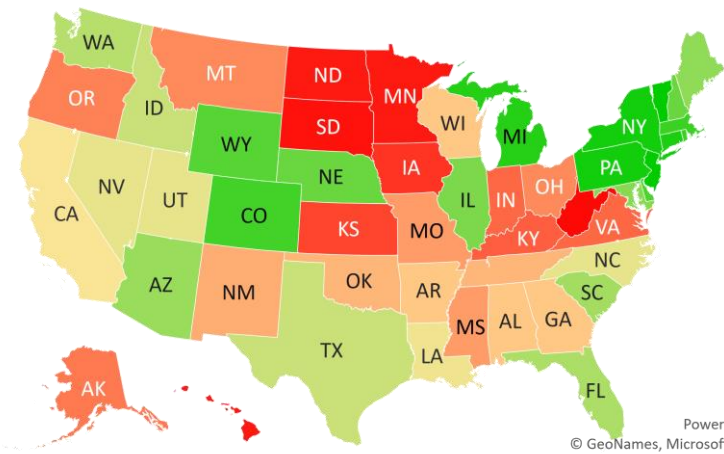 WA
MT
ND
MN
OR
ID
WI
SD
MI
NY
WY
IA
PA
NE
NV
UT
IL
IN
OH
CO
CA
KS
MO
KY
VA
NC
AZ
NM
OK
AR
SC
MS
AL
GA
TX
LA
AK
FL
Power
© GeoNames, Microsof